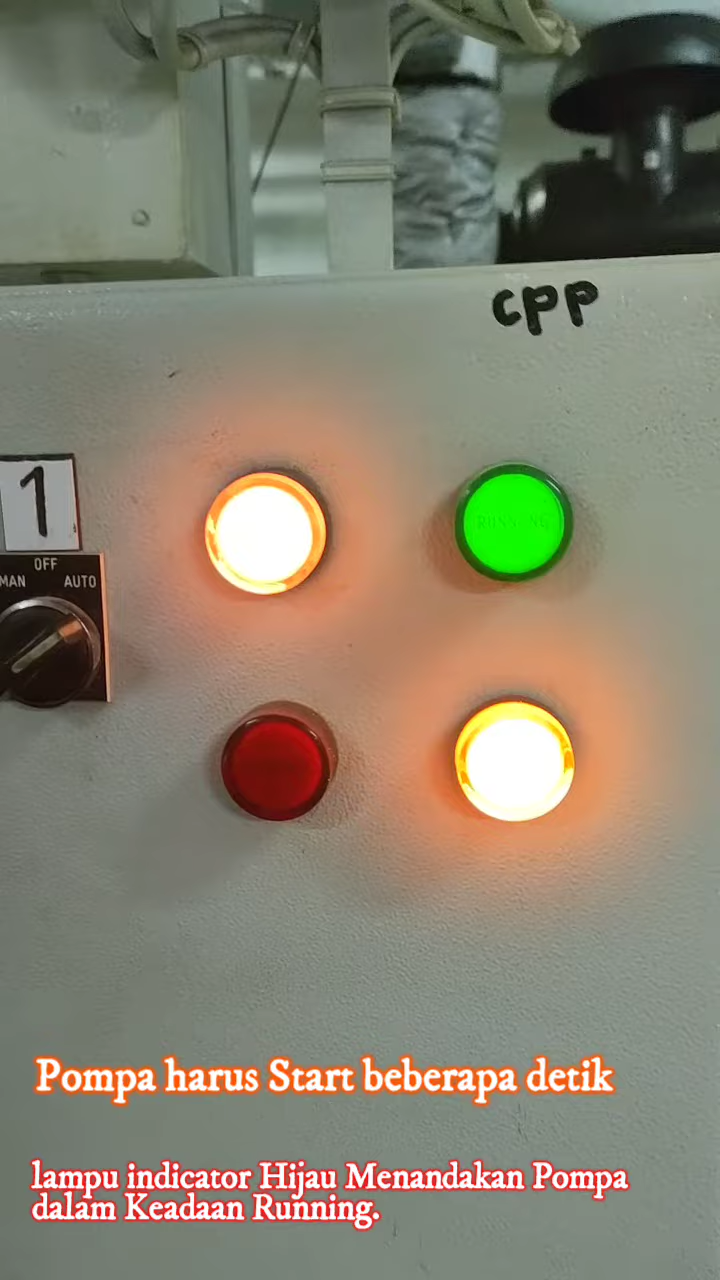 CPP
1
OFF
MAN AUTO
RUNNING
Pompa harus Start beberapa detik
lampu indicator Hijau Menandakan Pompa
dalam Keadaan Running.